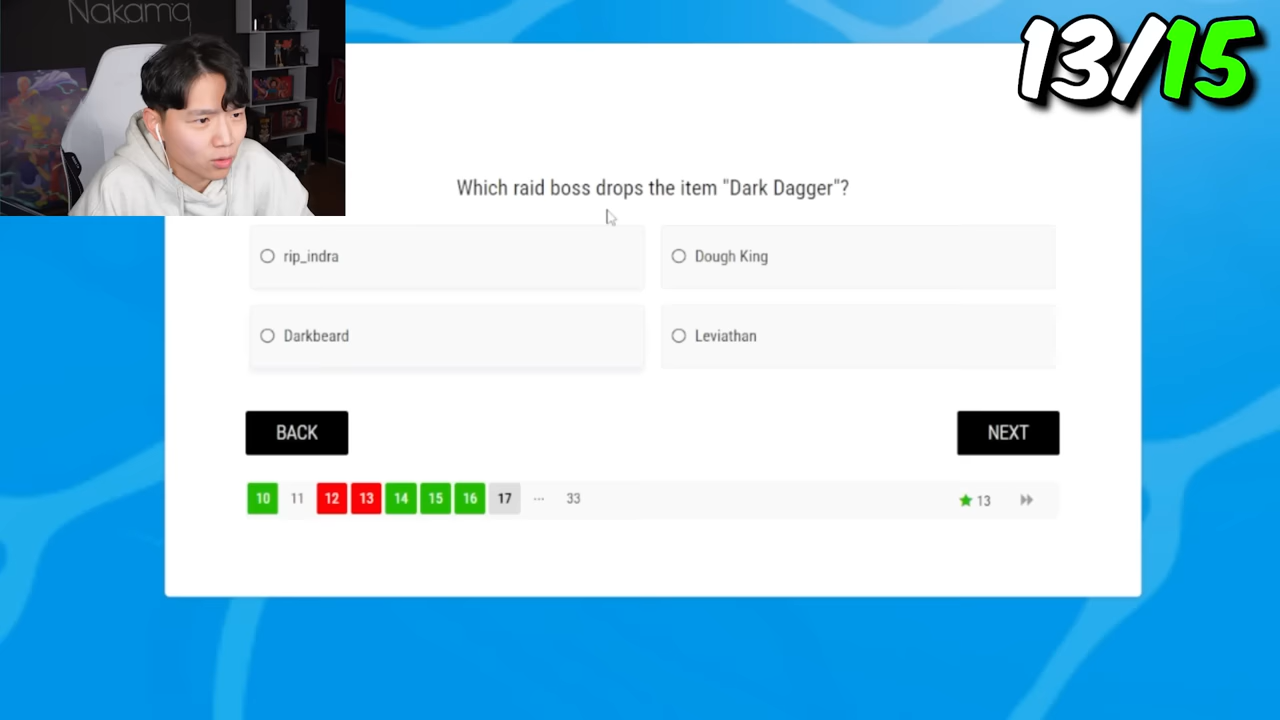 Nakama
13/15
Which raid boss drops the item "Dark Dagger"?
rip_indra
Dough King
Darkbeard
Leviathan
BACK
NEXT
10 11 12 13 14 15 16 17 ... 33
13